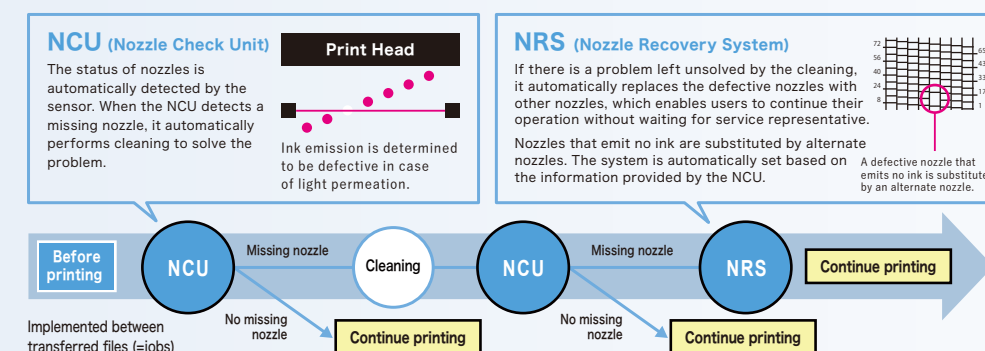 NCU (Nozzle Check Unit)
The status of nozzles is
automatically detected by the
sensor. When the NCU detects a
missing nozzle, it automatically
performs cleaning to solve the
problem.
Print Head
Ink emission is determined
to be defective in case
of light permeation.
NRS (Nozzle Recovery System)
If there is a problem left unsolved by the cleaning,
it automatically replaces the defective nozzles with
other nozzles, which enables users to continue their
operation without waiting for service representative.
Nozzles that emit no ink are substituted by alternate
nozzles. The system is automatically set based on
the information provided by the NCU.
72
56
40
24
8
65
43
33
17
1
A defective nozzle that
emits no ink is substitute
by an alternate nozzle.
Before
printing
NCU
Missing nozzle
Cleaning
NCU
Missing nozzle
NRS
Continue printing
No missing
nozzle
Continue printing
No missing
nozzle
Continue printing
Implemented between
transferred files (=jobs)